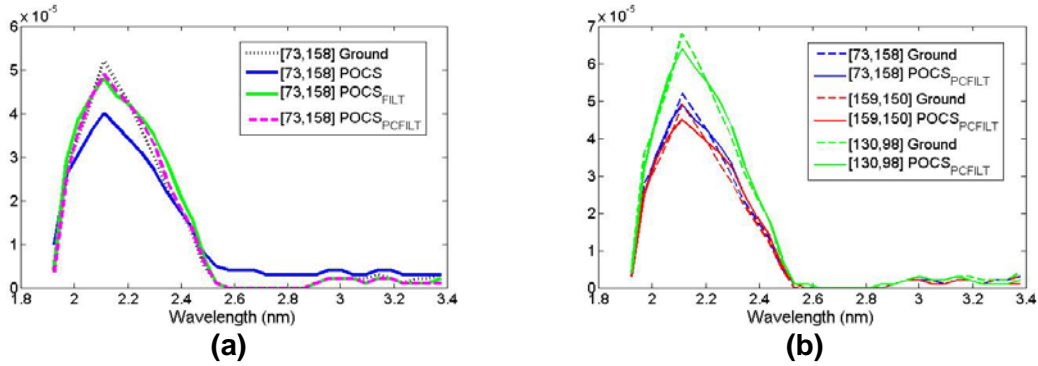 x 10⁻⁵
6
5
4
3
2
1
0
1.8 2 2.2 2.4 2.6 2.8 3 3.2 3.4
Wavelength (nm)
[73,158] Ground
[73,158] POCS
[73,158] POCS_FILT
[73,158] POCS_PCFILT
(a)
x 10⁻⁵
7
6
5
4
3
2
1
0
1.8 2 2.2 2.4 2.6 2.8 3 3.2 3.4
Wavelength (nm)
[73,158] Ground
[73,158] POCS_PCFILT
[159,150] Ground
[159,150] POCS_PCFILT
[130,98] Ground
[130,98] POCS_PCFILT
(b)